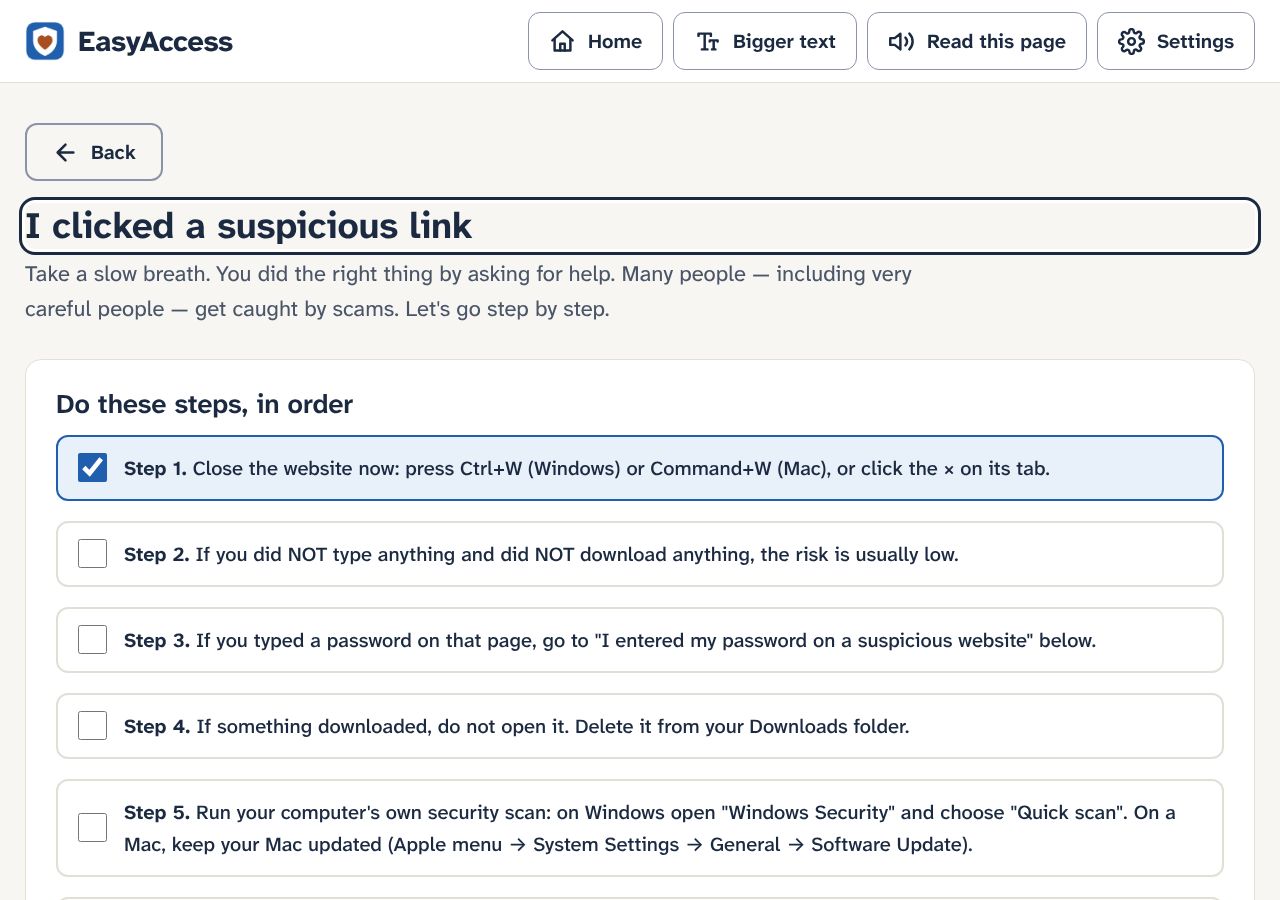 EasyAccess
Home
Bigger text
Read this page
Settings
Back
I clicked a suspicious link
Take a slow breath. You did the right thing by asking for help. Many people — including very
careful people — get caught by scams. Let's go step by step.
Do these steps, in order
Step 1. Close the website now: press Ctrl+W (Windows) or Command+W (Mac), or click the × on its tab.
Step 2. If you did NOT type anything and did NOT download anything, the risk is usually low.
Step 3. If you typed a password on that page, go to "I entered my password on a suspicious website" below.
Step 4. If something downloaded, do not open it. Delete it from your Downloads folder.
Step 5. Run your computer's own security scan: on Windows open "Windows Security" and choose "Quick scan". On a
Mac, keep your Mac updated (Apple menu → System Settings → General → Software Update).